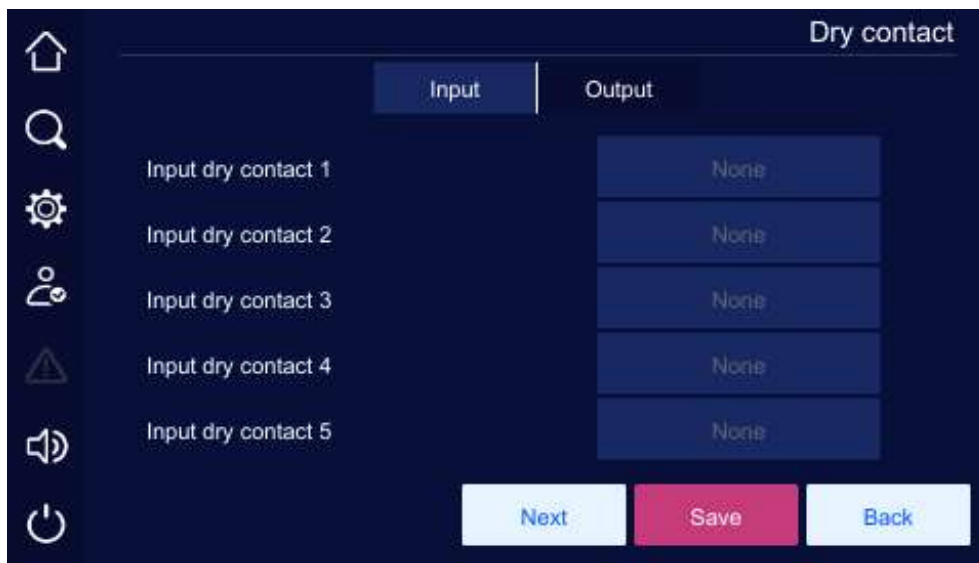 Dry contact
Input Output
Input dry contact 1 None
Input dry contact 2 None
Input dry contact 3 None
Input dry contact 4 None
Input dry contact 5 None
Next Save Back